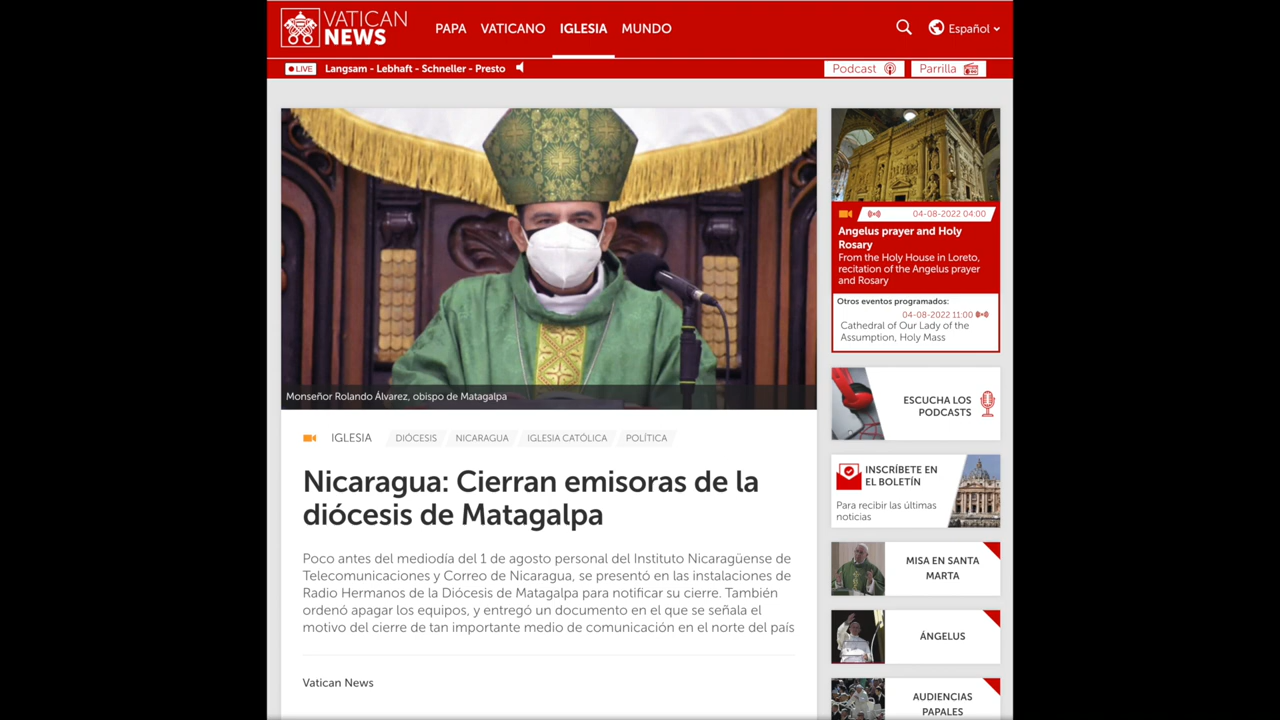 VATICAN
NEWS
PAPA VATICANO IGLESIA MUNDO
Español
LIVE Langsam - Lebhaft - Schneller - Presto
Podcast
Parrilla
Monseñor Rolando Álvarez, obispo de Matagalpa
IGLESIA DIÓCESIS NICARAGUA IGLESIA CATÓLICA POLÍTICA
Nicaragua: Cierran emisoras de la
diócesis de Matagalpa
Poco antes del mediodía del 1 de agosto personal del Instituto Nicaragüense de
Telecomunicaciones y Correo de Nicaragua, se presentó en las instalaciones de
Radio Hermanos de la Diócesis de Matagalpa para notificar su cierre. También
ordenó apagar los equipos, y entregó un documento en el que se señala el
motivo del cierre de tan importante medio de comunicación en el norte del país
Vatican News
04-08-2022 04:00
Angelus prayer and Holy
Rosary
From the Holy House in Loreto,
recitation of the Angelus prayer
and Rosary
Otros eventos programados:
04-08-2022 11:00
Cathedral of Our Lady of the
Assumption, Holy Mass
ESCUCHA LOS
PODCASTS
INSCRÍBETE EN
EL BOLETÍN
Para recibir las últimas
noticias
MISA EN SANTA
MARTA
ÁNGELUS
AUDIENCIAS
PAPALES